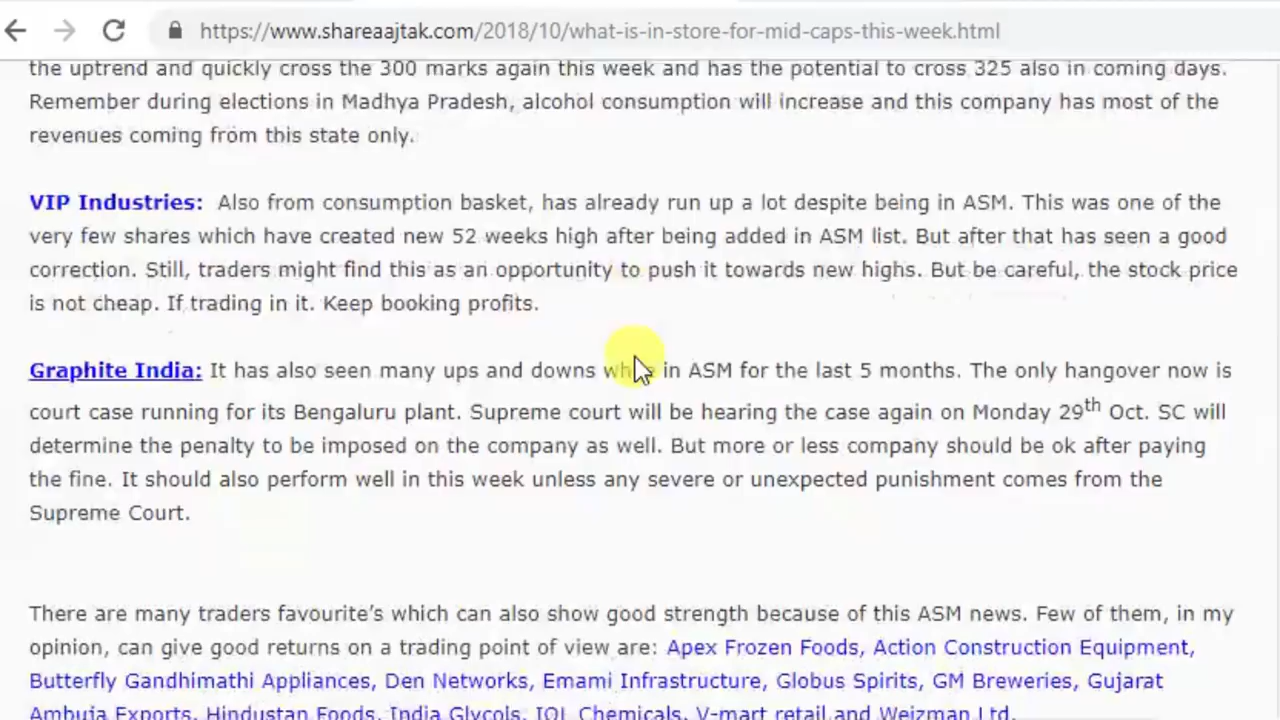 https://www.shareaajtak.com/2018/10/what-is-in-store-for-mid-caps-this-week.html
the uptrend and quickly cross the 300 marks again this week and has the potential to cross 325 also in coming days.
Remember during elections in Madhya Pradesh, alcohol consumption will increase and this company has most of the
revenues coming from this state only.
VIP Industries: Also from consumption basket, has already run up a lot despite being in ASM. This was one of the
very few shares which have created new 52 weeks high after being added in ASM list. But after that has seen a good
correction. Still, traders might find this as an opportunity to push it towards new highs. But be careful, the stock price
is not cheap. If trading in it. Keep booking profits.
Graphite India: It has also seen many ups and downs while in ASM for the last 5 months. The only hangover now is
court case running for its Bengaluru plant. Supreme court will be hearing the case again on Monday 29th Oct. SC will
determine the penalty to be imposed on the company as well. But more or less company should be ok after paying
the fine. It should also perform well in this week unless any severe or unexpected punishment comes from the
Supreme Court.
There are many traders favourite's which can also show good strength because of this ASM news. Few of them, in my
opinion, can give good returns on a trading point of view are: Apex Frozen Foods, Action Construction Equipment,
Butterfly Gandhimathi Appliances, Den Networks, Emami Infrastructure, Globus Spirits, GM Breweries, Gujarat
Ambuja Exports, Hindustan Foods, India Glycols, IOL Chemicals, V-mart retail and Weizman Ltd.